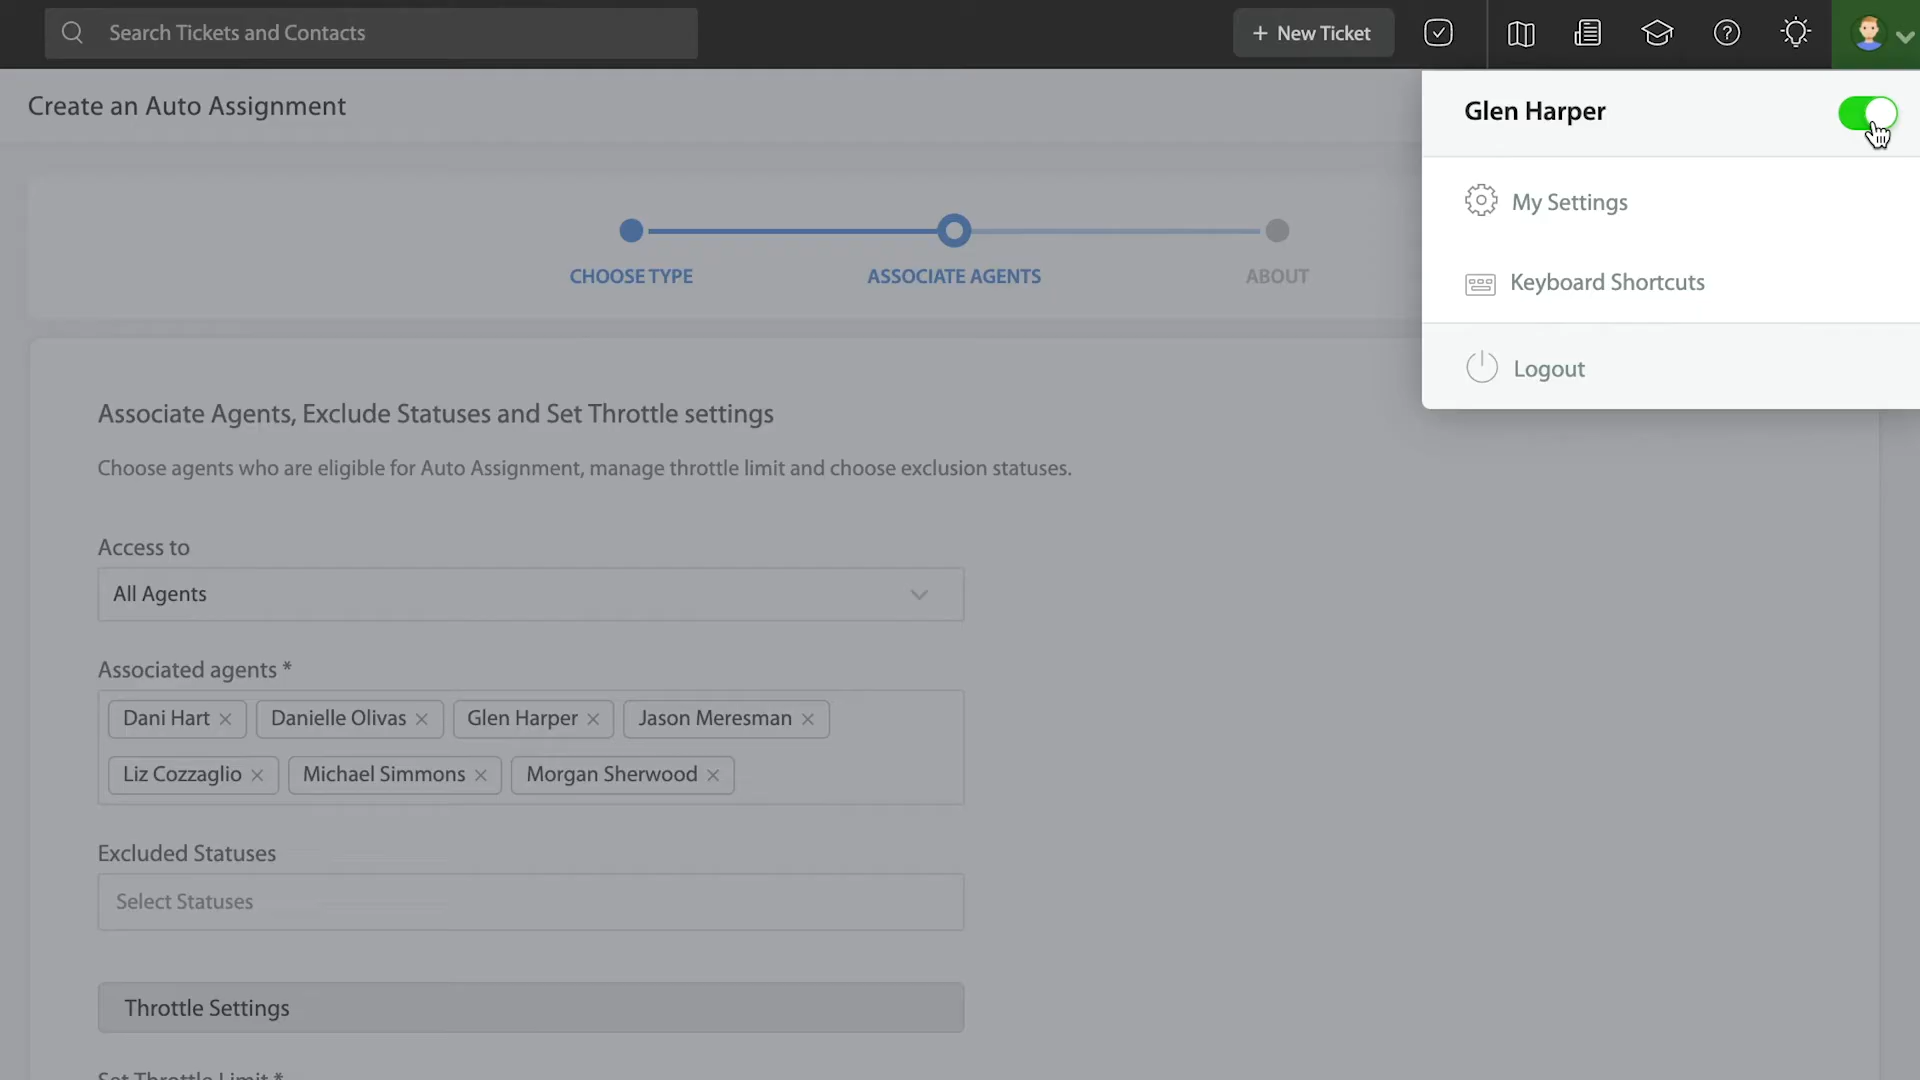 Search Tickets and Contacts
+ New Ticket
Create an Auto Assignment
Glen Harper
My Settings
Keyboard Shortcuts
Logout
CHOOSE TYPE
ASSOCIATE AGENTS
ABOUT
Associate Agents, Exclude Statuses and Set Throttle settings
Choose agents who are eligible for Auto Assignment, manage throttle limit and choose exclusion statuses.
Access to
All Agents
Associated agents *
Dani Hart × Danielle Olivas × Glen Harper × Jason Meresman ×
Liz Cozzaglio × Michael Simmons × Morgan Sherwood ×
Excluded Statuses
Select Statuses
Throttle Settings
Set Throttle Limit *